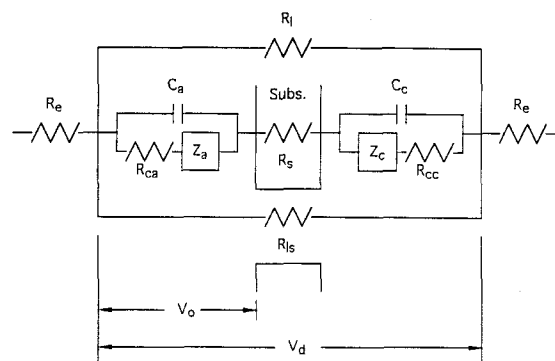 R_l
C_a
Subs.
C_c
R_e
R_e
Z_a
Z_c
R_ca
R_s
R_cc
R_ls
V_o
V_d